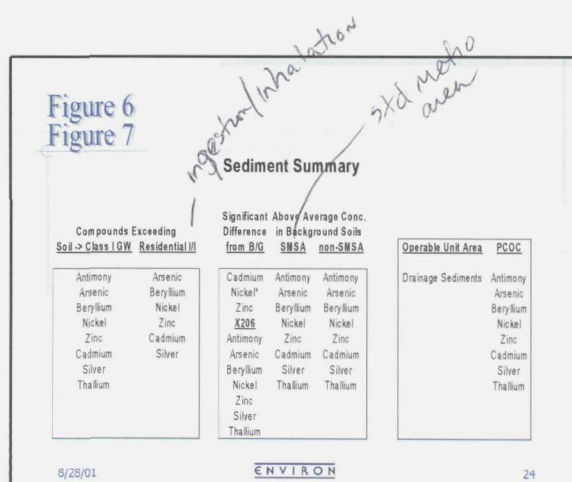 ingestion/inhalation
std metro area
Figure 6
Figure 7
Sediment Summary
Compounds Exceeding
Soil -> Class I GW Residential I/I
Antimony Arsenic
Arsenic Beryllium
Beryllium Nickel
Nickel Zinc
Zinc Cadmium
Cadmium Silver
Silver
Thallium
Significant Above Average Conc.
Difference in Background Soils
from B/G SMSA non-SMSA
Cadmium Antimony Antimony
Nickel* Arsenic Arsenic
Zinc Beryllium Beryllium
X206 Nickel Nickel
Antimony Zinc Zinc
Arsenic Cadmium Cadmium
Beryllium Silver Silver
Nickel Thallium Thallium
Zinc
Silver
Thallium
Operable Unit Area PCOC
Drainage Sediments Antimony
Arsenic
Beryllium
Nickel
Zinc
Cadmium
Silver
Thallium
8/28/01 ENVIRON 24